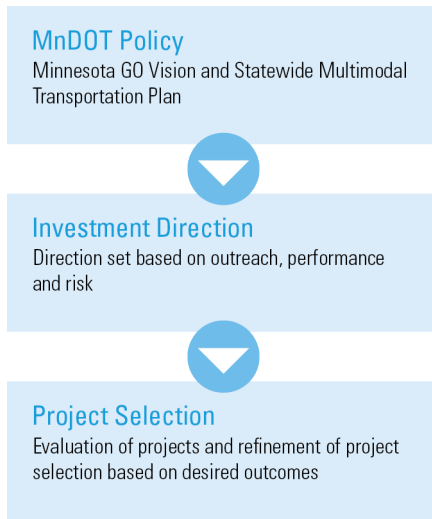 MnDOT Policy
Minnesota GO Vision and Statewide Multimodal
Transportation Plan
Investment Direction
Direction set based on outreach, performance
and risk
Project Selection
Evaluation of projects and refinement of project
selection based on desired outcomes